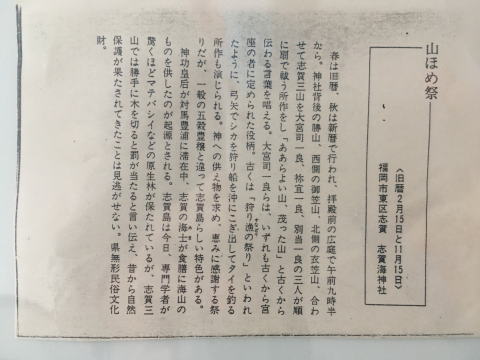 山ほめ祭
〈旧暦2月15日と11月15日〉
福岡市東区志賀 志賀海神社
春は旧暦、秋は新暦で行われ、拝殿前の広庭で午前九時半
から。神社背後の勝山、西側の御笠山、北側の衣笠山、合わ
せて志賀三山を大宮司一良、祢宜一良、別当一良の三人が順
に扇で祓う所作をし「ああらよい山、茂った山」と古くから
伝わる言葉を唱える。大宮司一良らは、いずれも古くから宮
座の者に定められた役柄。古くは「狩り漁の祭り」といわれ
たように、弓矢でシカを狩り船を沖にこぎ出してタイを釣る
所作も演じられる。神への供え物を求め、恵みに感謝する祭
りだが、一般の五穀豊穣と違って志賀島らしい特色がある。
神功皇后が対馬豊浦に滞在中、志賀の海士が食膳に海山の
ものを供したのが起源とされる。志賀島は今日、専門学者が
驚くほどマテバシイなどの原生林が保たれているが、志賀三
山では勝手に木を切ると罰が当たると言い伝え、昔から自然
保護が果たされてきたことは見逃がせない。県無形民俗文化
財。